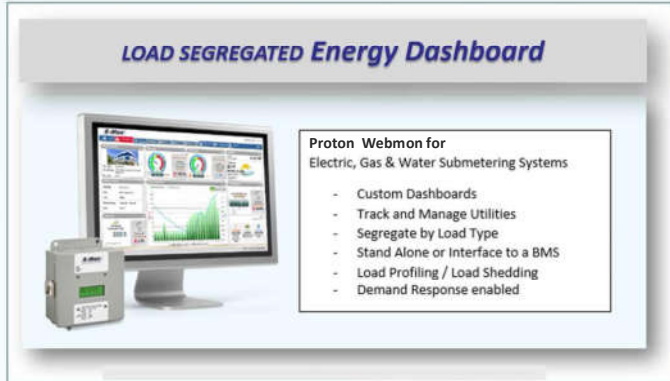 LOAD SEGREGATED Energy Dashboard
Proton Webmon for
Electric, Gas & Water Submetering Systems
- Custom Dashboards
- Track and Manage Utilities
- Segregate by Load Type
- Stand Alone or Interface to a BMS
- Load Profiling / Load Shedding
- Demand Response enabled